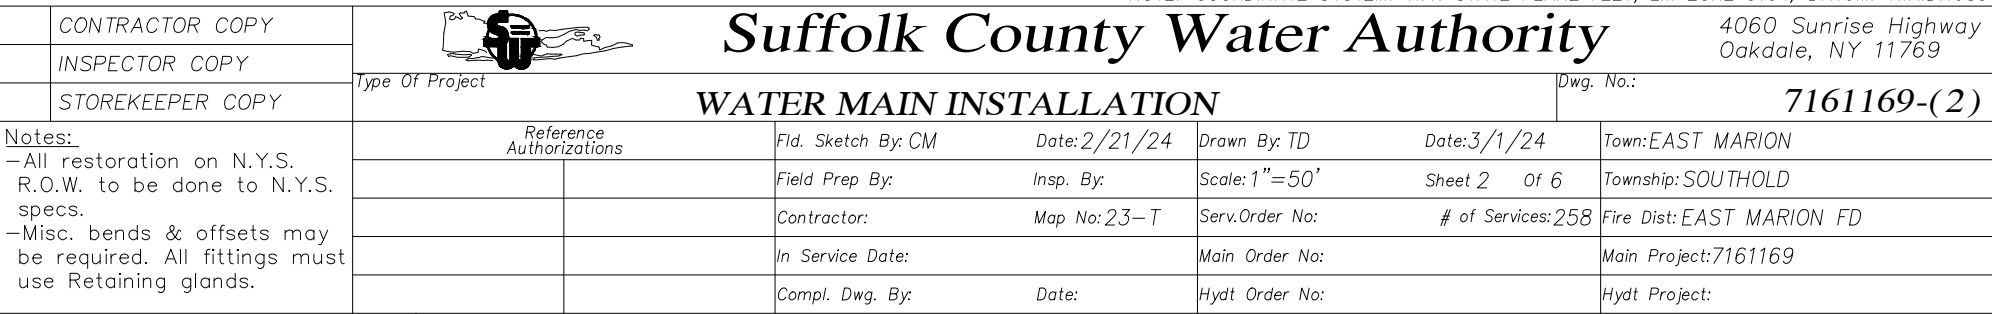 CONTRACTOR COPY
INSPECTOR COPY
STOREKEEPER COPY
Suffolk County Water Authority
4060 Sunrise Highway
Oakdale, NY 11769
Type Of Project
WATER MAIN INSTALLATION
Dwg. No.:
7161169-(2)
Notes:
-All restoration on N.Y.S.
R.O.W. to be done to N.Y.S.
specs.
-Misc. bends & offsets may
be required. All fittings must
use Retaining glands.
Reference
Authorizations
Fld. Sketch By: CM Date: 2/21/24 Drawn By: TD Date: 3/1/24 Town: EAST MARION
Field Prep By: Insp. By: Scale: 1"=50' Sheet 2 Of 6 Township: SOUTHOLD
Contractor: Map No: 23-T Serv.Order No: # of Services: 258 Fire Dist: EAST MARION FD
In Service Date: Main Order No: Main Project: 7161169
Compl. Dwg. By: Date: Hydt Order No: Hydt Project: